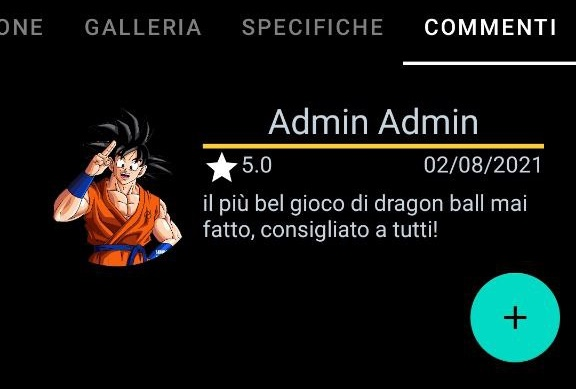 ONE GALLERIA SPECIFICHE COMMENTI
Admin Admin
5.0 02/08/2021
il più bel gioco di dragon ball mai
fatto, consigliato a tutti!
+